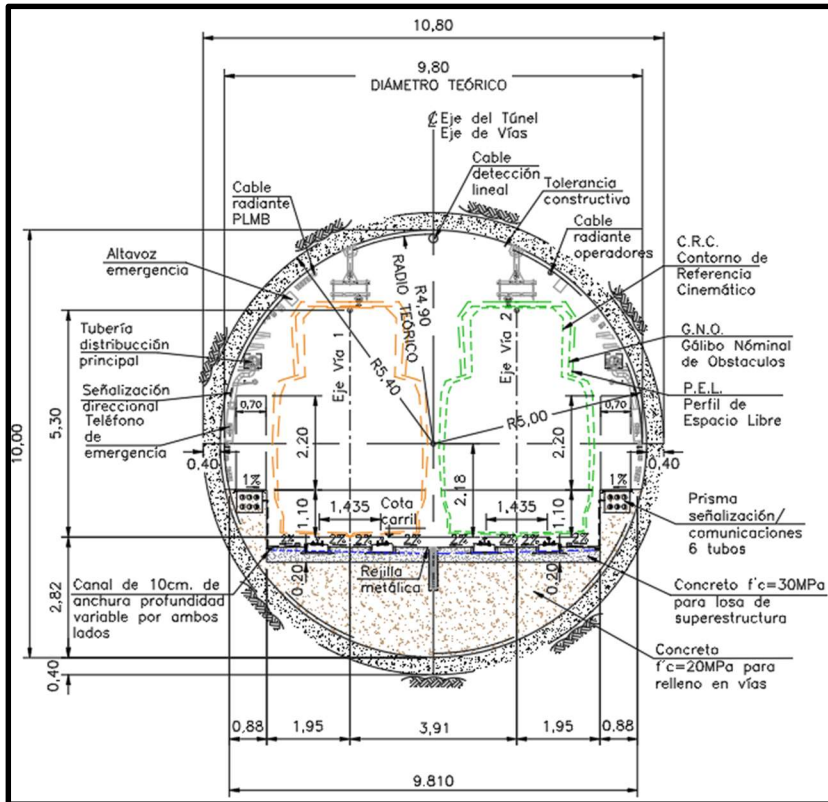 10,80
9,80
DIÁMETRO TEÓRICO
℄ Eje del Túnel
Eje de Vías
Cable
detección
lineal
Cable
radiante
PLMB
Tolerancia
constructiva
Altavoz
emergencia
Cable
radiante
operadores
C.R.C.
Contorno de
Referencia
Cinemático
RADIO
TEÓRICO
R4,90
R5,40
R5,00
Tubería
distribución
principal
Eje Vía 1
Eje Vía 2
G.N.O.
Gálibo Nóminal
de Obstaculos
Señalización
direccional
Teléfono
de
emergencia
P.E.L.
Perfil de
Espacio Libre
0,70
0,70
10,00
5,30
2,20
2,18
2,20
0,40
0,40
1%
1%
1,10
1,435
Cota
carril
1,435
1,10
Prisma
señalización/
comunicaciones
6 tubos
2% 2% 2% 2% 2% 2%
2,82
0,20
Rejilla
metálica
0,20
Canal de 10cm. de
anchura profundidad
variable por ambos
lados
Concreto f'c=30MPa
para losa de
superestructura
Concreta
f'c=20MPa para
relleno en vías
0,40
0,88
1,95
3,91
1,95
0,88
9.810